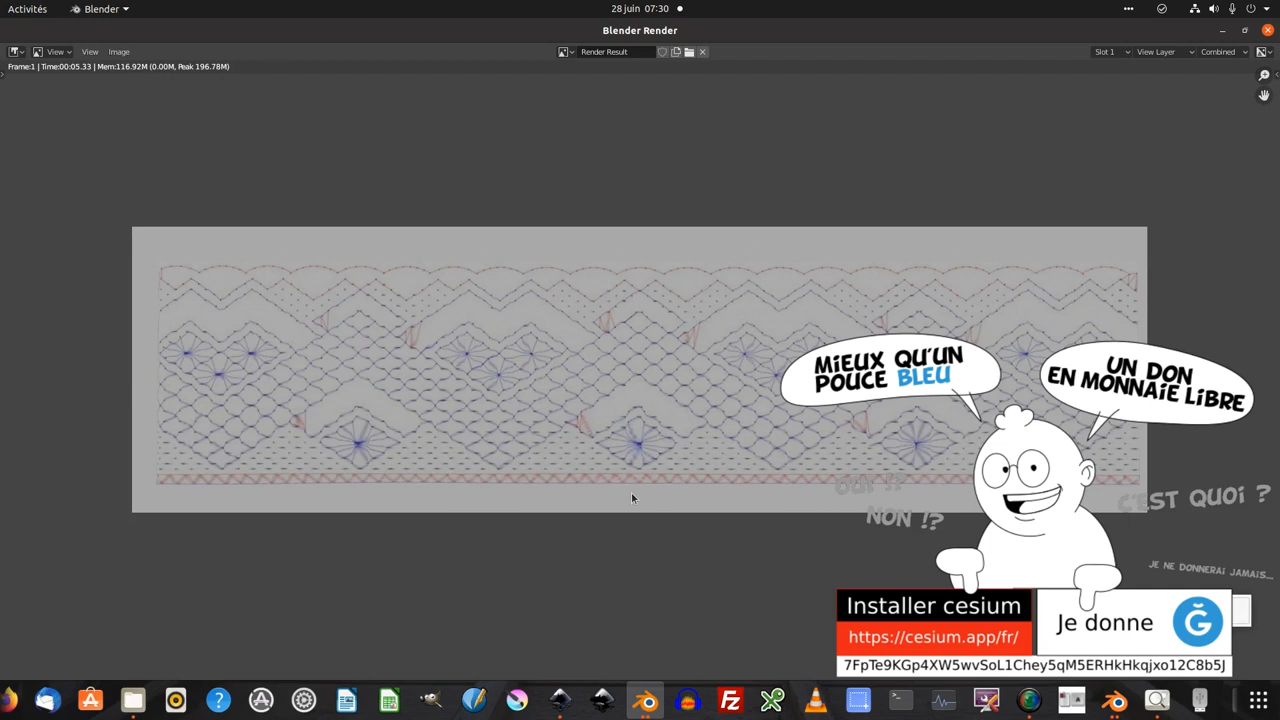 Activités
Blender
28 juin 07:30
Blender Render
View
View
Image
Render Result
Slot 1
View Layer
Combined
Frame:1 | Time:00:05.33 | Mem:116.92M (0.00M, Peak 196.78M)
MIEUX QU'UN
POUCE BLEU
UN DON
EN MONNAIE LIBRE
OUI !?
NON !?
C'EST QUOI ?
JE NE DONNERAI JAMAIS...
Installer cesium
https://cesium.app/fr/
Je donne
7FpTe9KGp4XW5wvSoL1Chey5qM5ERHkHkqjxo12C8b5J